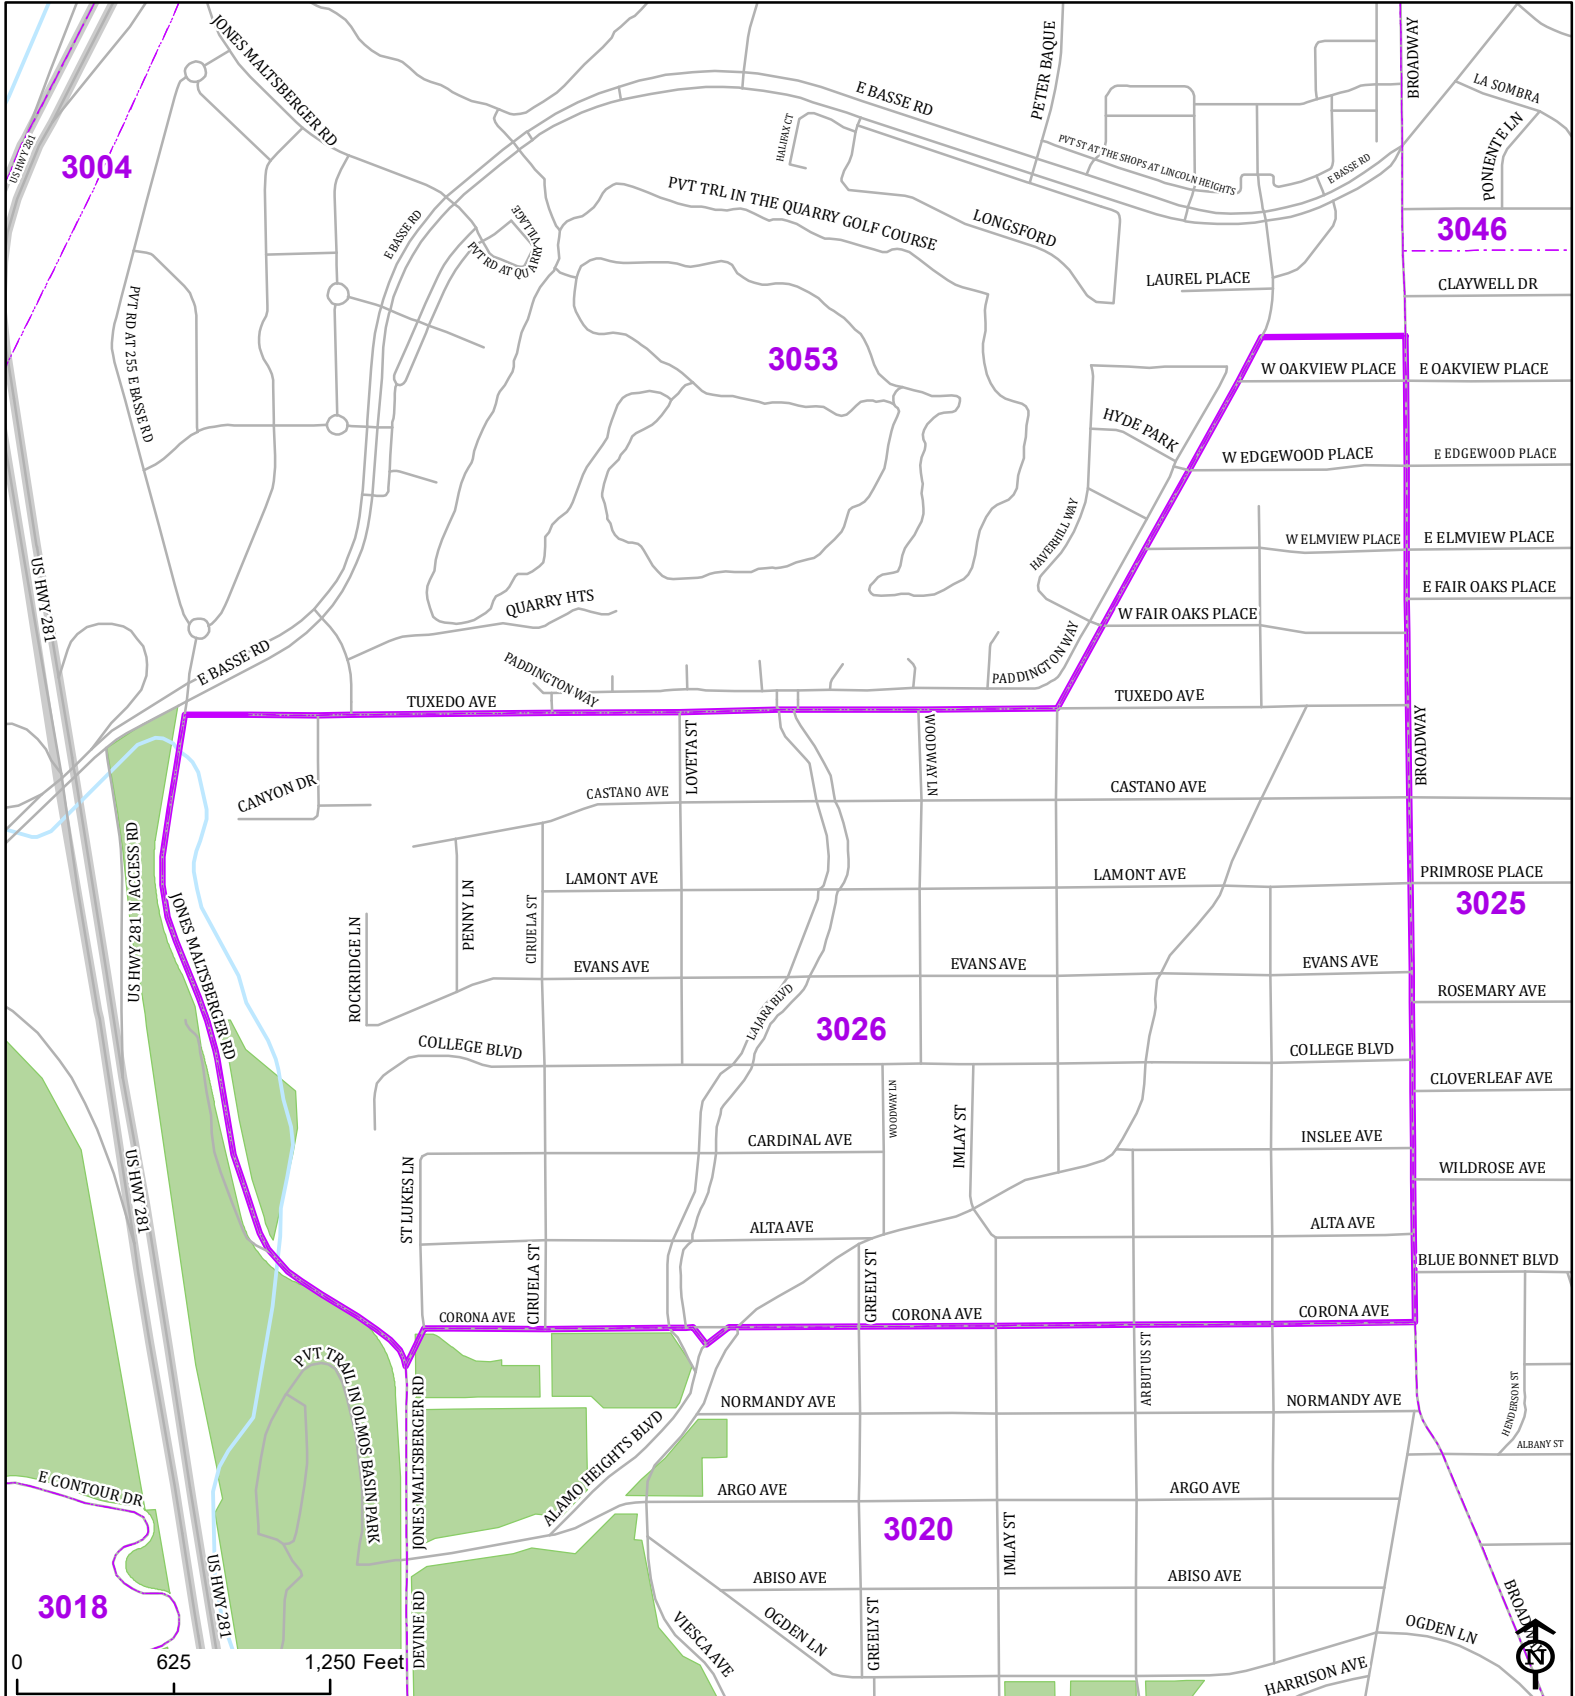 JONES MALTSBERGER RD
E BASSE RD
PETER BAQUE
BROADWAY
LA SOMBRA
PONIENTE LN
US HWY 281
3004
HALIFAX CT
PVT ST AT THE SHOPS AT LINCOLN HEIGHTS
E BASSE RD
PVT TRL IN THE QUARRY GOLF COURSE
LONGSFORD
3046
E BASSE RD
PVT RD AT QUARRY VILLAGE
LAUREL PLACE
CLAYWELL DR
PVT RD AT 255 E BASSE RD
3053
W OAKVIEW PLACE
E OAKVIEW PLACE
HYDE PARK
W EDGEWOOD PLACE
E EDGEWOOD PLACE
HAVERHILL WAY
W ELMVIEW PLACE
E ELMVIEW PLACE
US HWY 281
QUARRY HTS
E FAIR OAKS PLACE
W FAIR OAKS PLACE
E BASSE RD
PADDINGTON WAY
PADDINGTON WAY
TUXEDO AVE
TUXEDO AVE
LOVETA ST
WOODWAY LN
BROADWAY
CANYON DR
CASTANO AVE
CASTANO AVE
US HWY 281 N ACCESS RD
LAMONT AVE
LAMONT AVE
PRIMROSE PLACE
3025
JONES MALTSBERGER RD
ROCKRIDGE LN
PENNY LN
CIRUELA ST
EVANS AVE
EVANS AVE
EVANS AVE
ROSEMARY AVE
LAJARA BLVD
3026
COLLEGE BLVD
COLLEGE BLVD
CLOVERLEAF AVE
WOODWAY LN
IMLAY ST
CARDINAL AVE
INSLEE AVE
WILDROSE AVE
US HWY 281
ST LUKES LN
ALTA AVE
ALTA AVE
CIRUELA ST
GREELY ST
BLUE BONNET BLVD
CORONA AVE
CORONA AVE
CORONA AVE
PVT TRAIL IN OLMOS BASIN PARK
JONES MALTSBERGER RD
ARBUTUS ST
NORMANDY AVE
NORMANDY AVE
HENDERSON ST
ALBANY ST
ALAMO HEIGHTS BLVD
E CONTOUR DR
ARGO AVE
ARGO AVE
3020
IMLAY ST
ABISO AVE
ABISO AVE
3018
US HWY 281
DEVINE RD
VIESCA AVE
OGDEN LN
GREELY ST
OGDEN LN
BROADWAY
HARRISON AVE
0 625 1,250 Feet
N